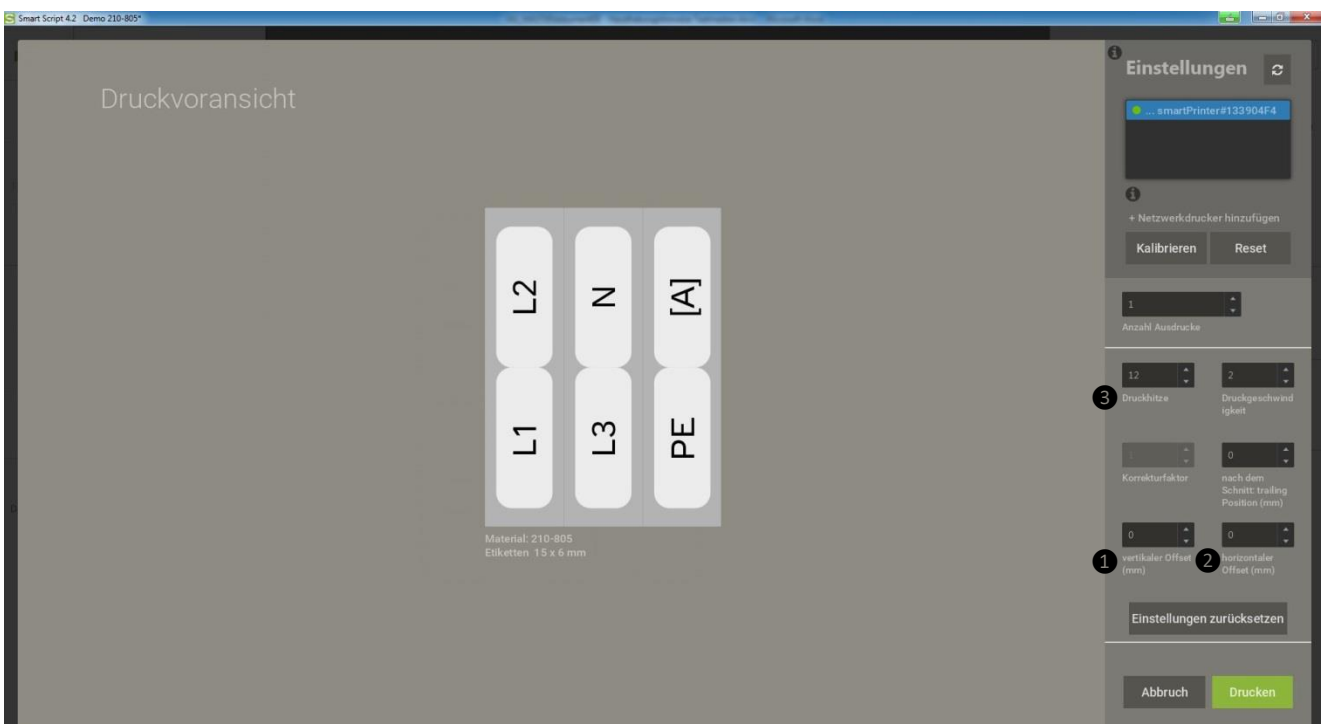 Smart Script 4.2 Demo 210-805*
Druckvoransicht
L2
N
[A]
L1
L3
PE
Material: 210-805
Etiketten 15 x 6 mm
Einstellungen
... smartPrinter#133904F4
+ Netzwerkdrucker hinzufügen
Kalibrieren
Reset
1
Anzahl Ausdrucke
12
2
3
Druckhitze
Druckgeschwind
igkeit
1
0
Korrekturfaktor
nach dem
Schnitt: trailing
Position (mm)
0
0
1
vertikaler Offset
(mm)
2
horizontaler
Offset (mm)
Einstellungen zurücksetzen
Abbruch
Drucken